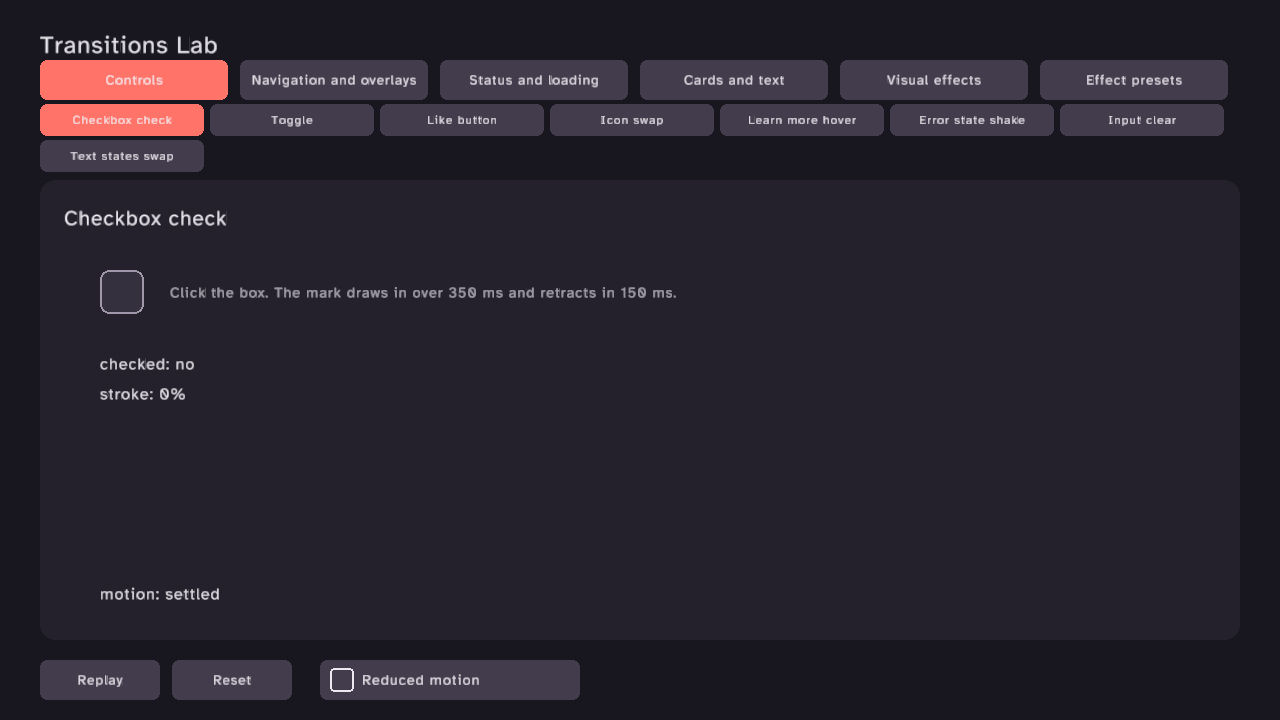 Transitions Lab
Controls Navigation and overlays Status and loading Cards and text Visual effects Effect presets
Checkbox check Toggle Like button Icon swap Learn more hover Error state shake Input clear
Text states swap
Checkbox check
Click the box. The mark draws in over 350 ms and retracts in 150 ms.
checked: no
stroke: 0%
motion: settled
Replay Reset Reduced motion